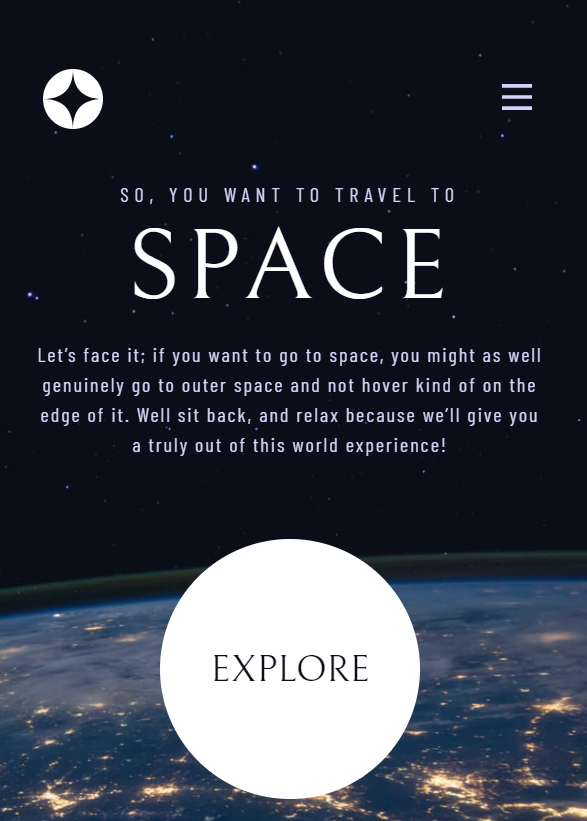 SO, YOU WANT TO TRAVEL TO
SPACE
Let’s face it; if you want to go to space, you might as well
genuinely go to outer space and not hover kind of on the
edge of it. Well sit back, and relax because we’ll give you
a truly out of this world experience!
EXPLORE